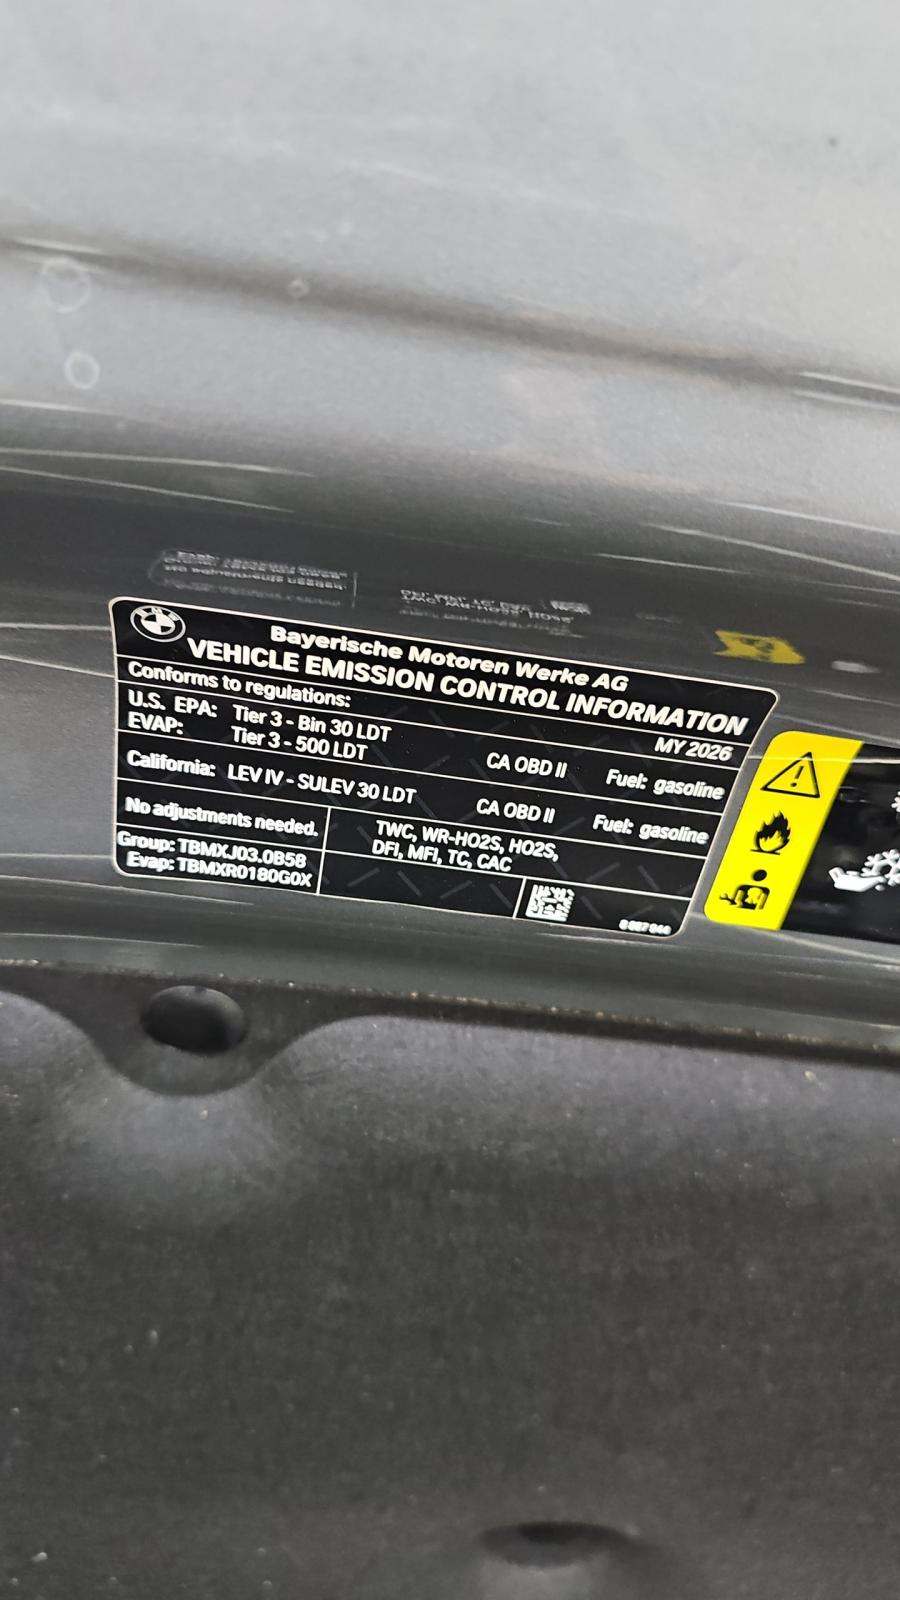 BMW
Bayerische Motoren Werke AG
VEHICLE EMISSION CONTROL INFORMATION
Conforms to regulations:
MY 2026
U.S. EPA: Tier 3 - Bin 30 LDT
EVAP: Tier 3 - 500 LDT
CA OBD II Fuel: gasoline
California: LEV IV - SULEV 30 LDT CA OBD II Fuel: gasoline
No adjustments needed.
TWC, WR-HO2S, HO2S,
DFI, MFI, TC, CAC
Group: TBMXJ03.0B58
Evap: TBMXR0180G0X